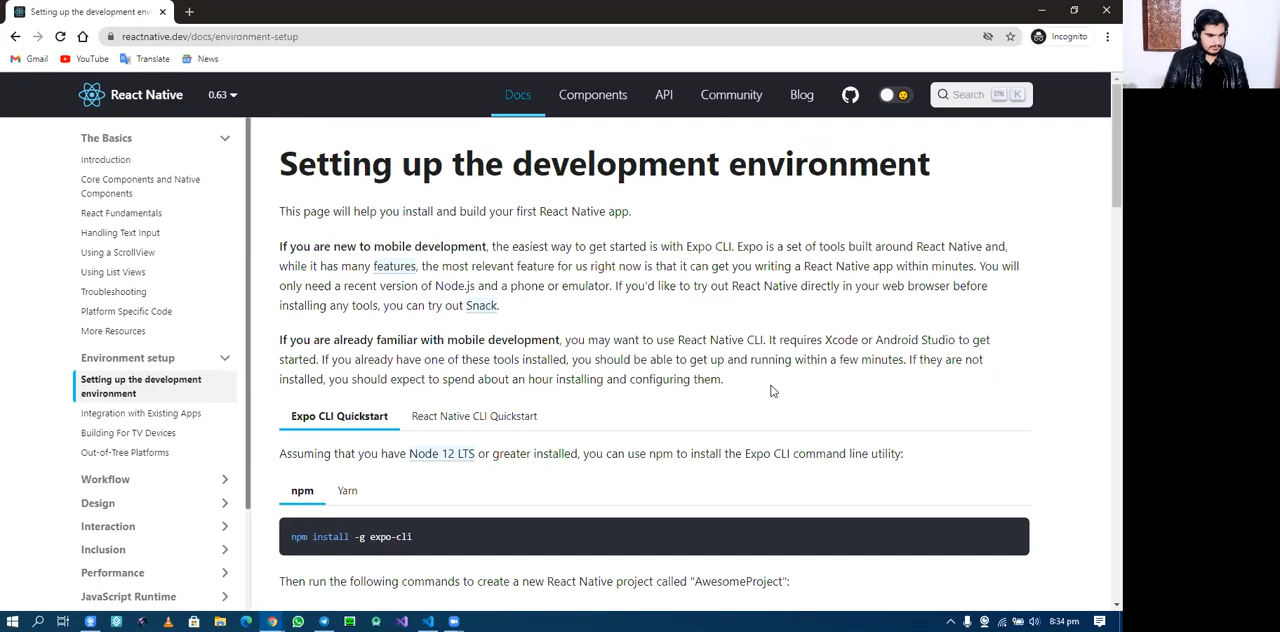 Setting up the development env
reactnative.dev/docs/environment-setup
Incognito
Gmail
YouTube
Translate
News
React Native
0.63
Docs
Components
API
Community
Blog
Search
CTRL
K
The Basics
Introduction
Core Components and Native
Components
React Fundamentals
Handling Text Input
Using a ScrollView
Using List Views
Troubleshooting
Platform Specific Code
More Resources
Environment setup
Setting up the development
environment
Integration with Existing Apps
Building For TV Devices
Out-of-Tree Platforms
Workflow
Design
Interaction
Inclusion
Performance
JavaScript Runtime
Setting up the development environment
This page will help you install and build your first React Native app.
If you are new to mobile development, the easiest way to get started is with Expo CLI. Expo is a set of tools built around React Native and,
while it has many features, the most relevant feature for us right now is that it can get you writing a React Native app within minutes. You will
only need a recent version of Node.js and a phone or emulator. If you'd like to try out React Native directly in your web browser before
installing any tools, you can try out Snack.
If you are already familiar with mobile development, you may want to use React Native CLI. It requires Xcode or Android Studio to get
started. If you already have one of these tools installed, you should be able to get up and running within a few minutes. If they are not
installed, you should expect to spend about an hour installing and configuring them.
Expo CLI Quickstart
React Native CLI Quickstart
Assuming that you have Node 12 LTS or greater installed, you can use npm to install the Expo CLI command line utility:
npm
Yarn
npm install -g expo-cli
Then run the following commands to create a new React Native project called "AwesomeProject":
8:34 pm